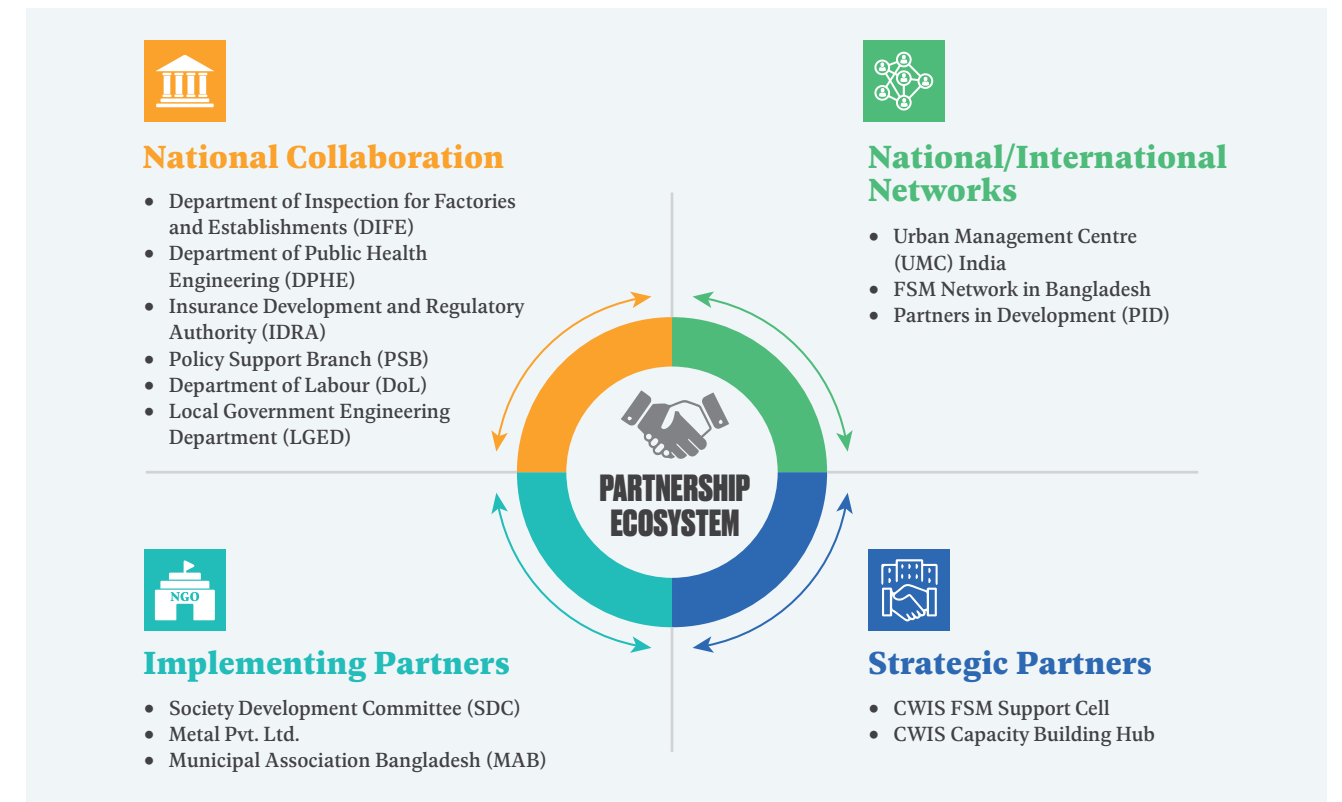 National Collaboration
• Department of Inspection for Factories
and Establishments (DIFE)
• Department of Public Health
Engineering (DPHE)
• Insurance Development and Regulatory
Authority (IDRA)
• Policy Support Branch (PSB)
• Department of Labour (DoL)
• Local Government Engineering
Department (LGED)
National/International
Networks
• Urban Management Centre
(UMC) India
• FSM Network in Bangladesh
• Partners in Development (PID)
PARTNERSHIP
ECOSYSTEM
NGO
Implementing Partners
• Society Development Committee (SDC)
• Metal Pvt. Ltd.
• Municipal Association Bangladesh (MAB)
Strategic Partners
• CWIS FSM Support Cell
• CWIS Capacity Building Hub